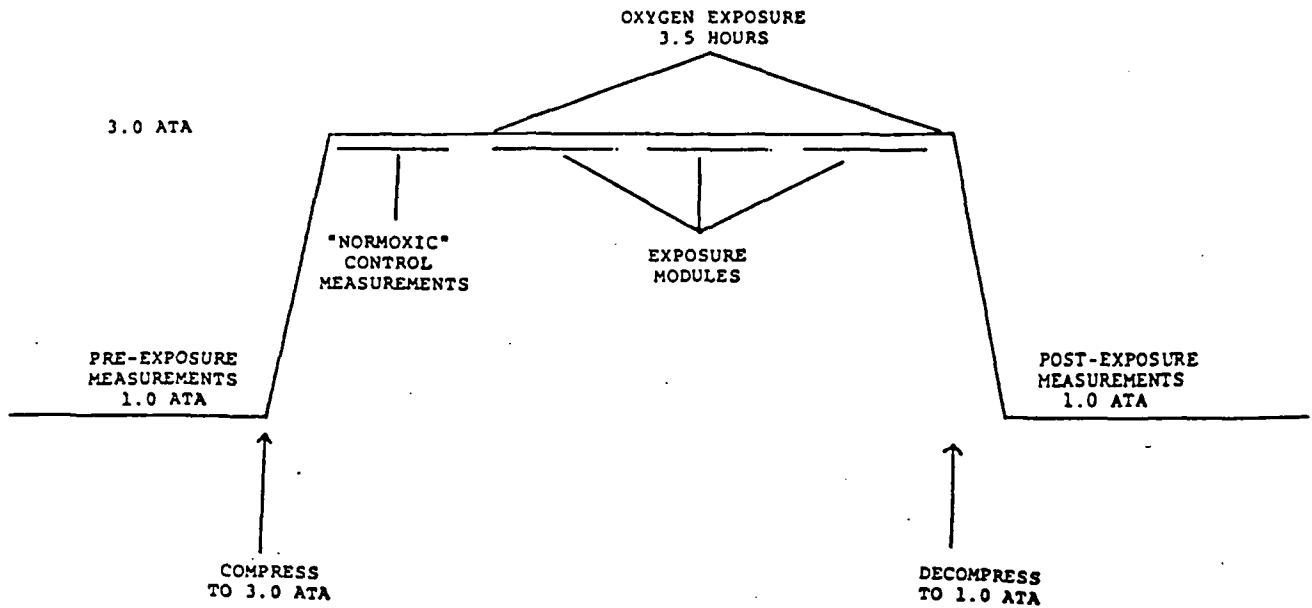 OXYGEN EXPOSURE
3.5 HOURS
3.0 ATA
"NORMOXIC"
CONTROL
MEASUREMENTS
EXPOSURE
MODULES
PRE-EXPOSURE
MEASUREMENTS
1.0 ATA
POST-EXPOSURE
MEASUREMENTS
1.0 ATA
COMPRESS
TO 3.0 ATA
DECOMPRESS
TO 1.0 ATA